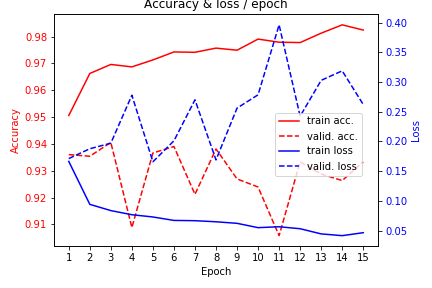 Accuracy & loss / epoch
0.98
0.97
0.96
0.95
0.94
0.93
0.92
0.91
Accuracy
0.40
0.35
0.30
0.25
0.20
0.15
0.10
0.05
Loss
train acc.
valid. acc.
train loss
valid. loss
1 2 3 4 5 6 7 8 9 10 11 12 13 14 15
Epoch